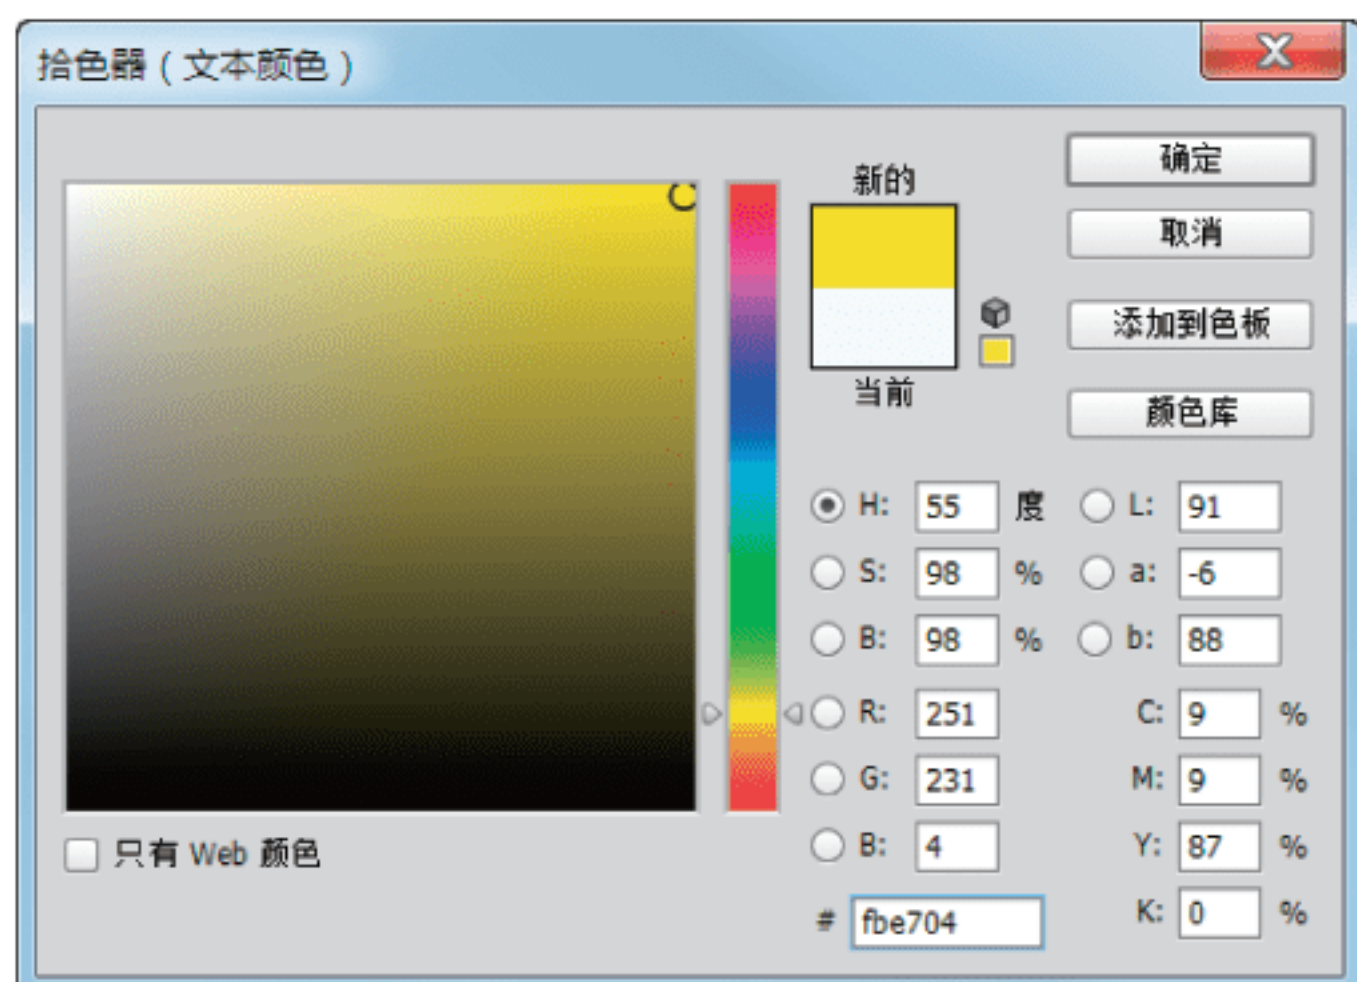 拾色器（文本颜色）
新的
当前
确定
取消
添加到色板
颜色库
H: 55 度 L: 91
S: 98 % a: -6
B: 98 % b: 88
R: 251 C: 9 %
G: 231 M: 9 %
B: 4 Y: 87 %
# fbe704 K: 0 %
只有 Web 颜色